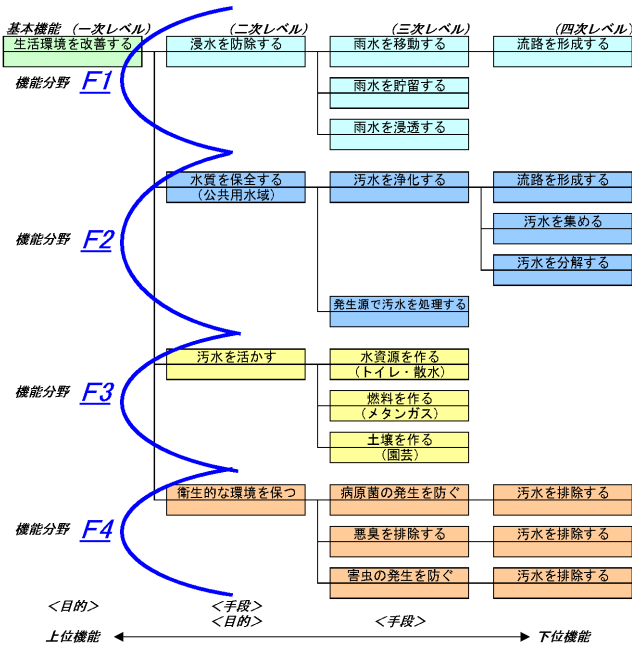 基本機能 （一次レベル） （二次レベル） （三次レベル） （四次レベル）
生活環境を改善する 浸水を防除する 雨水を移動する 流路を形成する
機能分野 F1
雨水を貯留する
雨水を浸透する
水質を保全する 汚水を浄化する 流路を形成する
（公共用水域）
汚水を集める
機能分野 F2
汚水を分解する
発生源で汚水を処理する
汚水を活かす 水資源を作る
（トイレ・散水）
機能分野 F3
燃料を作る
（メタンガス）
土壌を作る
（園芸）
衛生的な環境を保つ 病原菌の発生を防ぐ 汚水を排除する
機能分野 F4
悪臭を排除する 汚水を排除する
害虫の発生を防ぐ 汚水を排除する
＜目的＞ ＜手段＞
＜目的＞ ＜手段＞
上位機能 下位機能